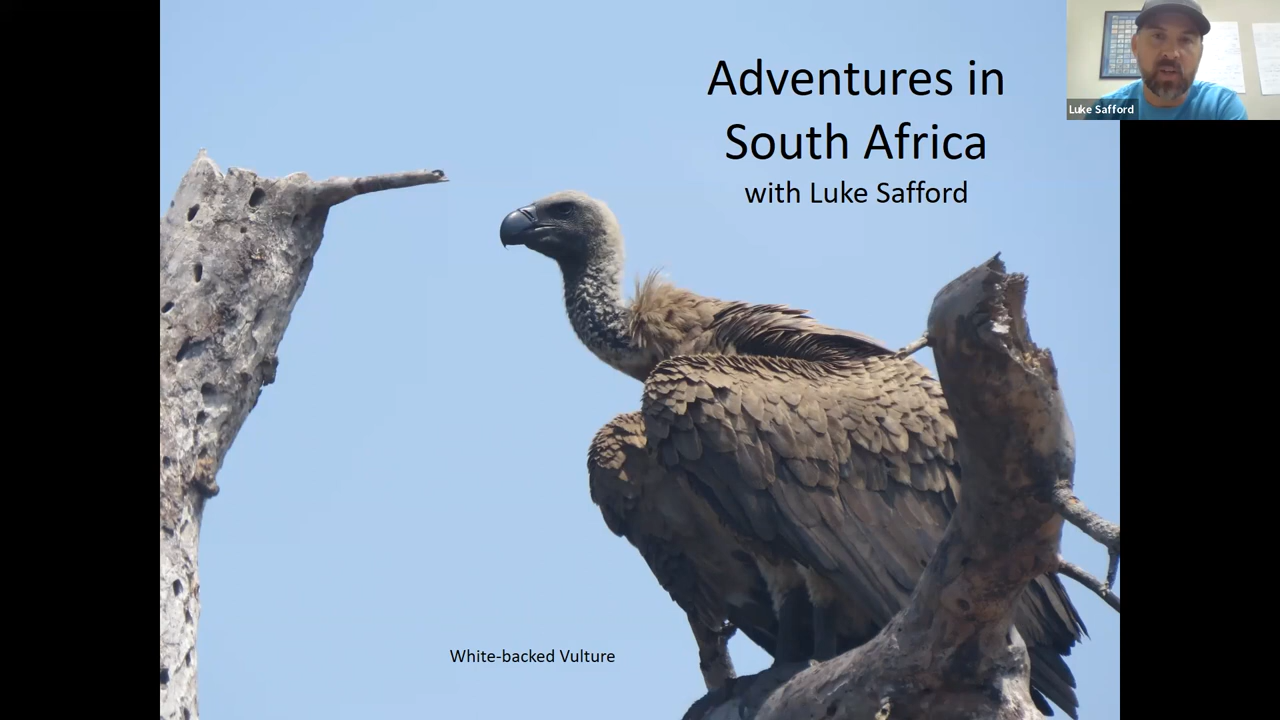 Adventures in
South Africa
with Luke Safford
Luke Safford
White-backed Vulture